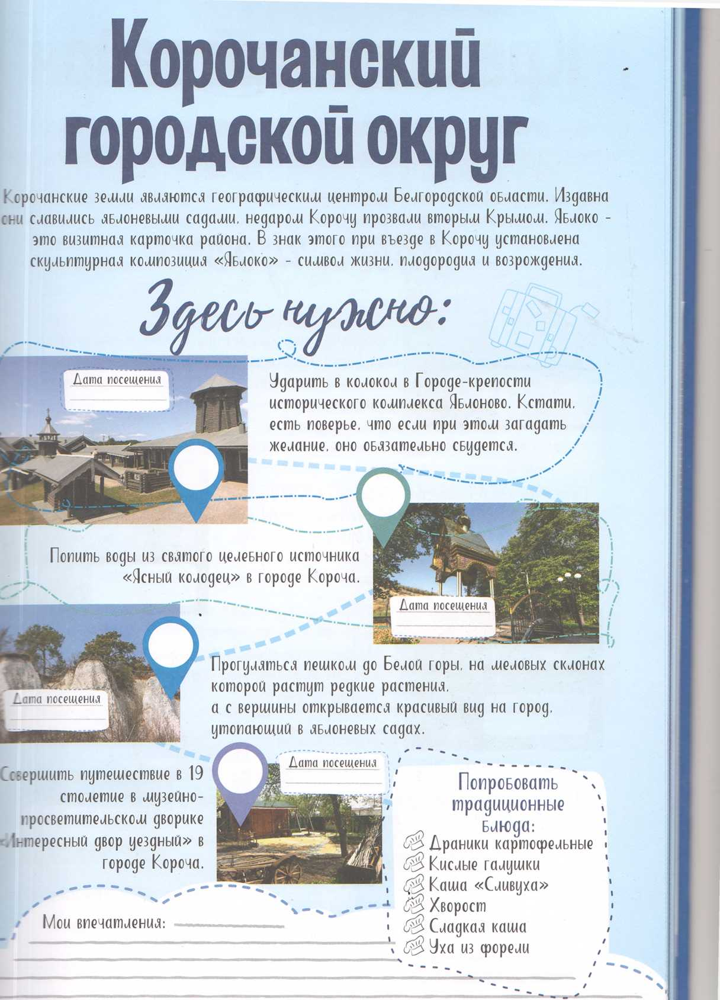 Корочанский
городской округ
Корочанские земли являются географическим центром Белгородской области. Издавна
они славились яблоневыми садами, недаром Корочу прозвали вторым Крымом. Яблоко -
это визитная карточка района. В знак этого при въезде в Корочу установлена
скульптурная композиция «Яблоко» - символ жизни, плодородия и возрождения.
Здесь нужно:
Дата посещения
Ударить в колокол в Городе-крепости
исторического комплекса Яблоново. Кстати,
есть поверье, что если при этом загадать
желание, оно обязательно сбудется.
Попить воды из святого целебного источника
«Ясный колодец» в городе Короча.
Дата посещения
Дата посещения
Прогуляться пешком до Белой горы, на меловых склонах
которой растут редкие растения,
а с вершины открывается красивый вид на город,
утопающий в яблоневых садах.
Совершить путешествие в 19
столетие в музейно-
просветительском дворике
«Интересный двор уездный» в
городе Короча.
Дата посещения
Попробовать
традиционные
блюда:
Драники картофельные
Кислые галушки
Каша «Сливуха»
Хворост
Сладкая каша
Уха из форели
Мои впечатления: